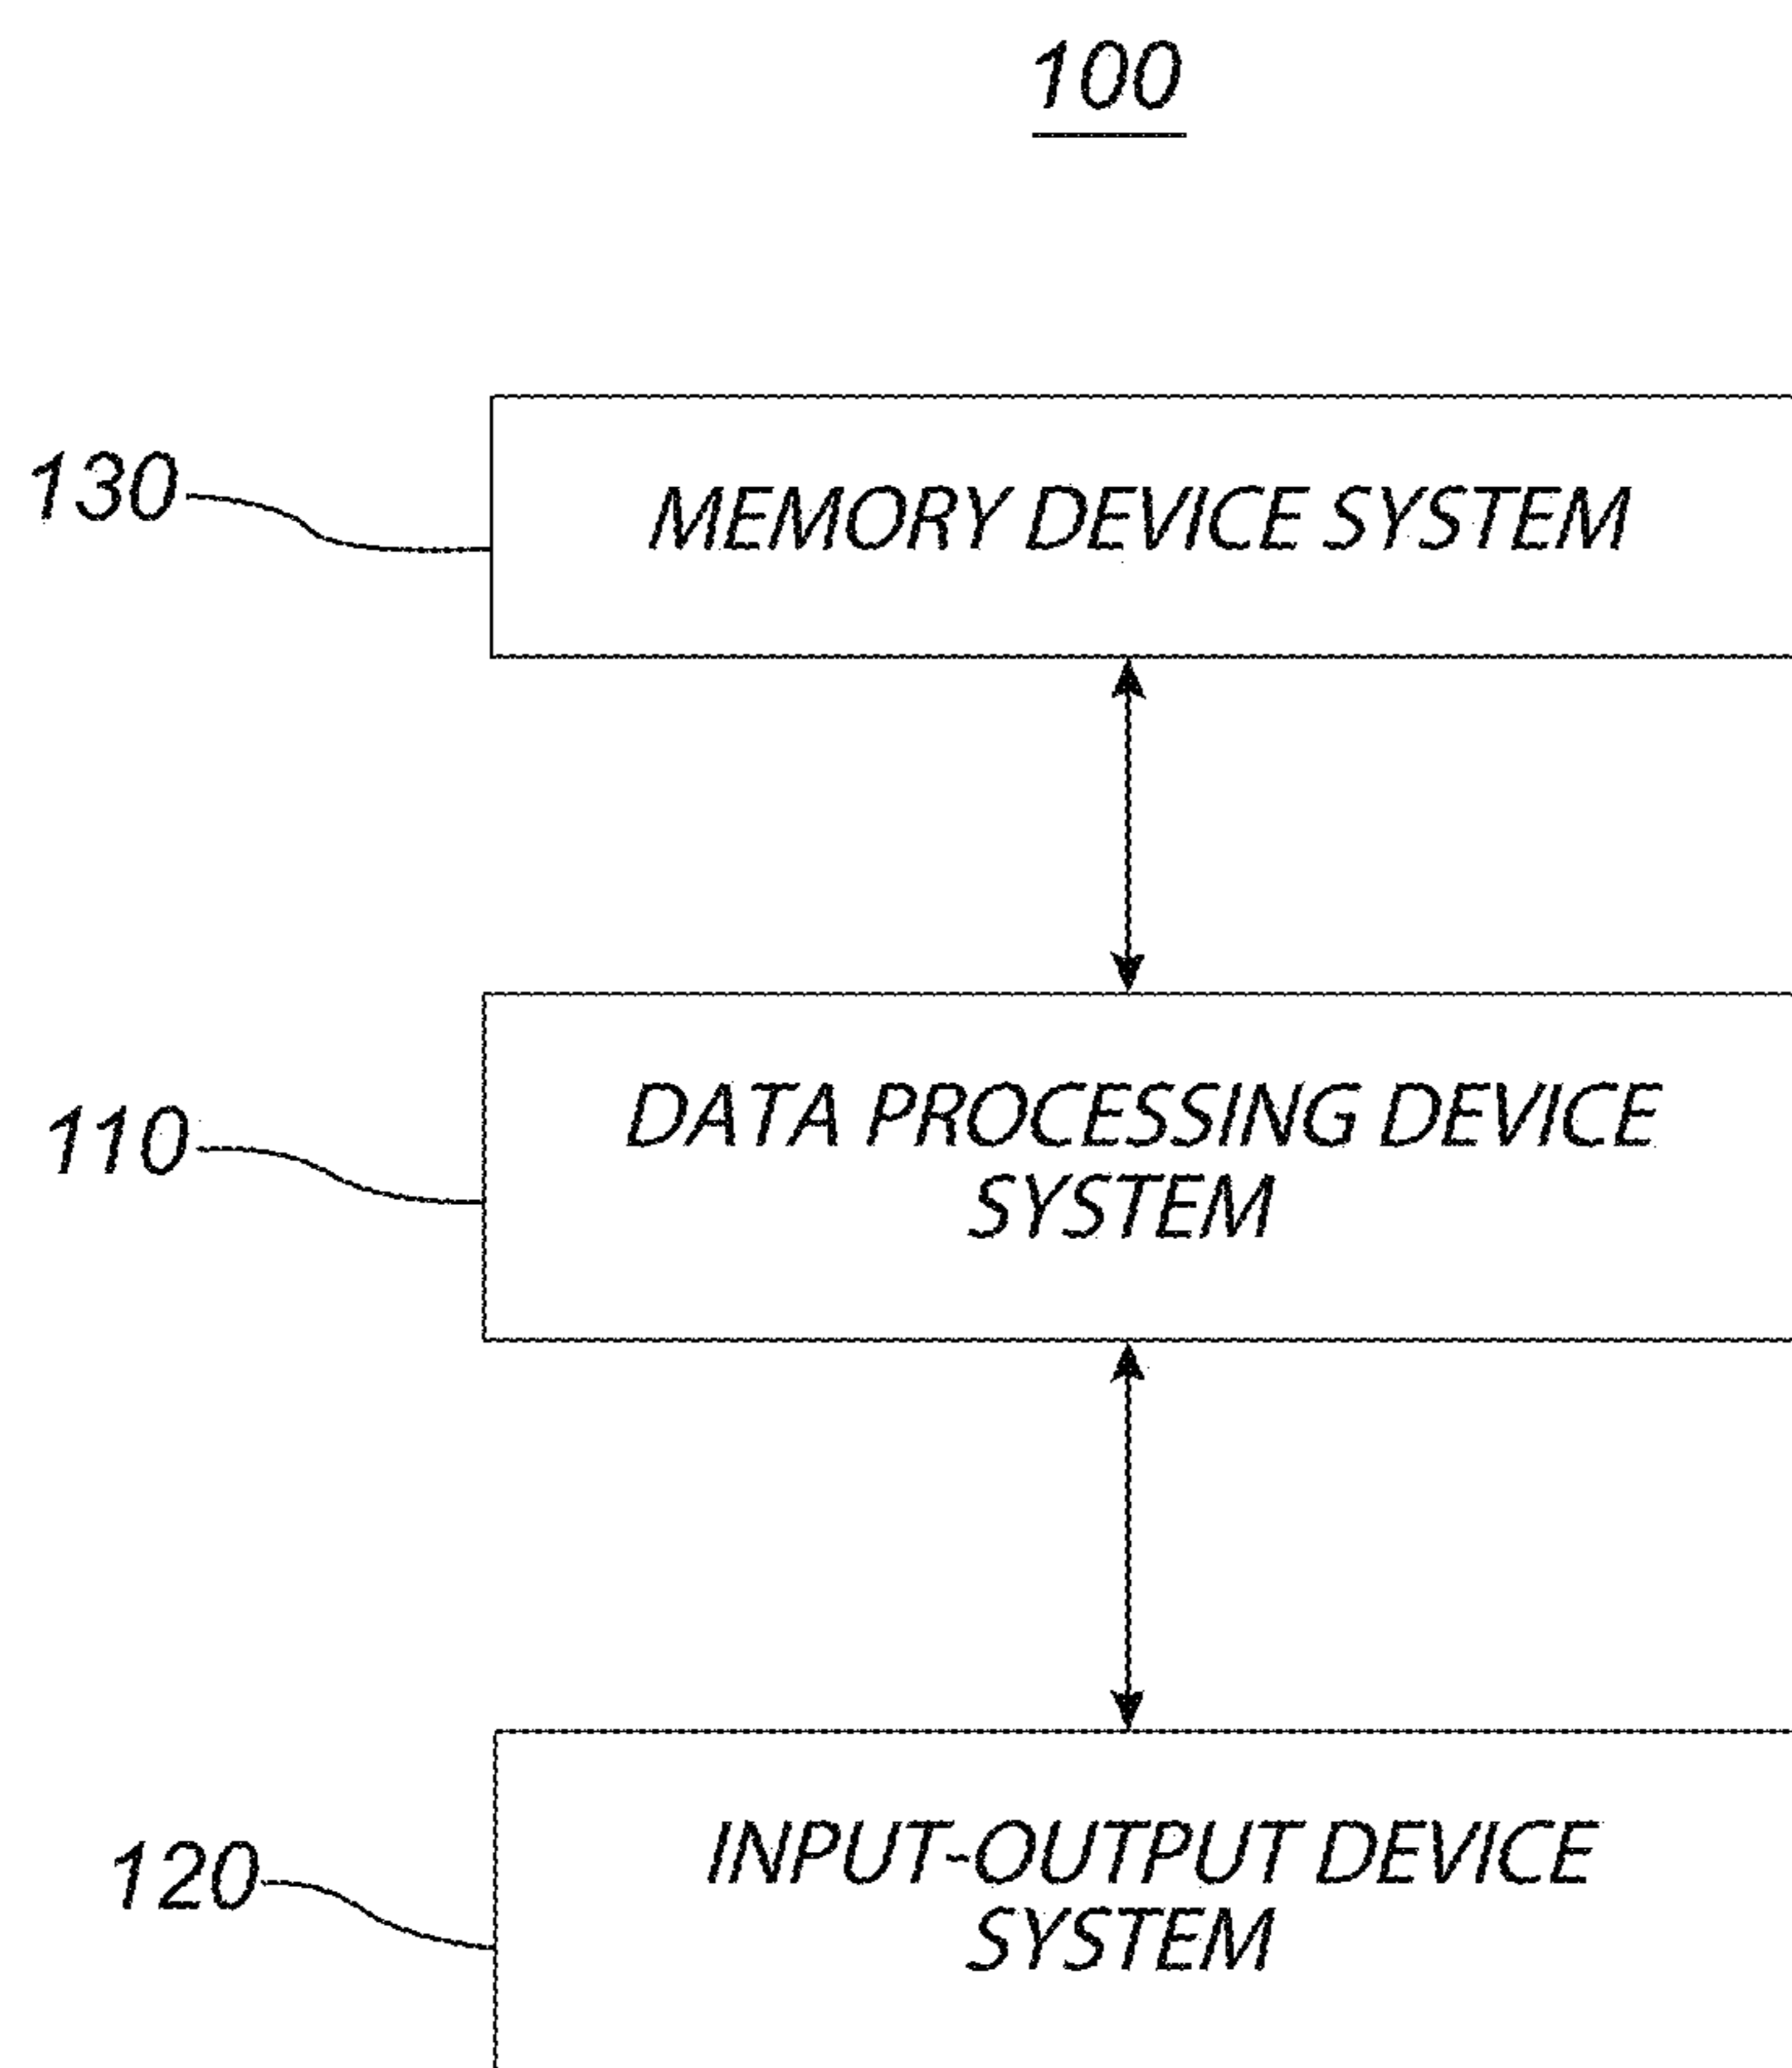 100
130
MEMORY DEVICE SYSTEM
110
DATA PROCESSING DEVICE
SYSTEM
120
INPUT-OUTPUT DEVICE
SYSTEM